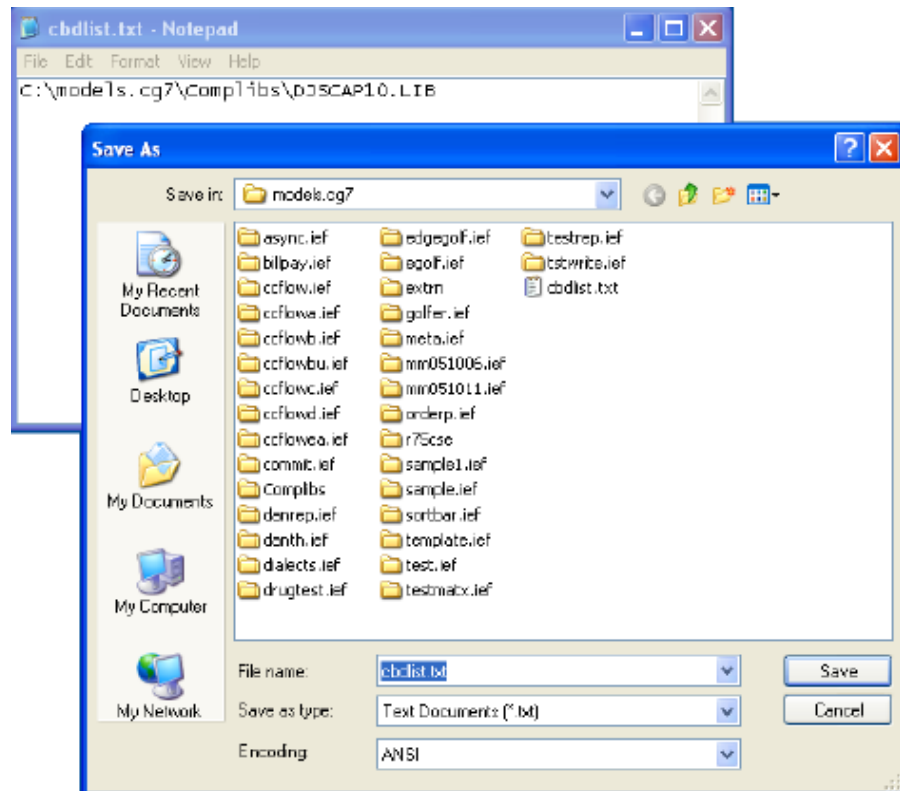 cbdlist.txt - Notepad
File Edit Format View Help
C:\models.cg7\Complibs\DJSCAP10.LIB
Save As
Save in: models.cg7
My Recent Documents
Desktop
My Documents
My Computer
My Network
async.ief
billpay.ief
ccflow.ief
ccflowa.ief
ccflowb.ief
ccflowbu.ief
ccflowc.ief
ccflowd.ief
ccflowea.ief
commit.ief
Complibs
danrep.ief
danth.ief
dialects.ief
drugtest.ief
edgegolf.ief
egolf.ief
extrn
golfer.ief
meta.ief
mm051006.ief
mm051011.ief
orderp.ief
r75cse
sample1.ief
sample.ief
sortbar.ief
template.ief
test.ief
testmatx.ief
testrep.ief
tstwrite.ief
cbdlist.txt
File name: cbdlist.txt
Save
Save as type: Text Documents (*.txt)
Cancel
Encoding: ANSI